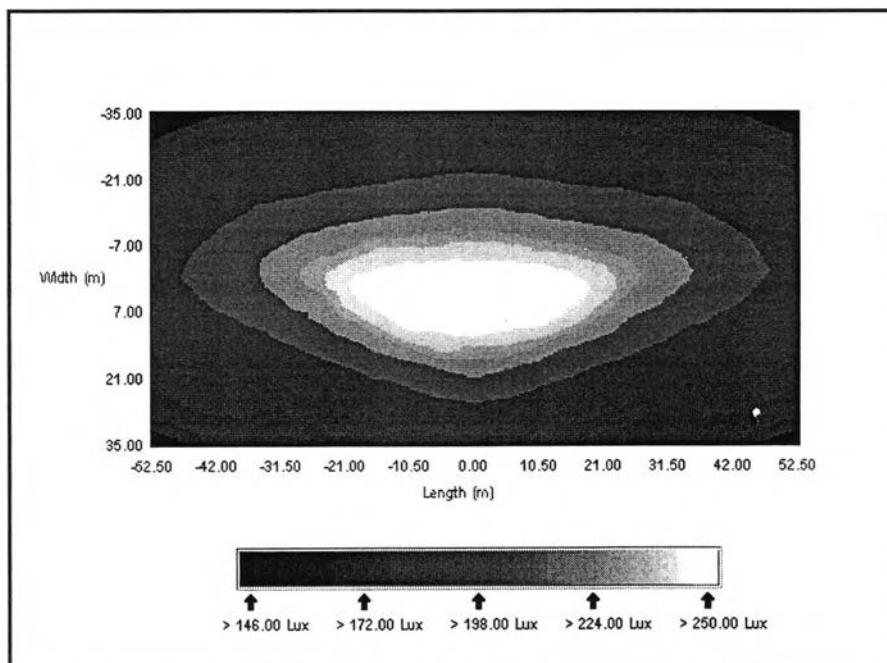 -35.00
-21.00
-7.00
Width (m)
7.00
21.00
35.00
-52.50 -42.00 -31.50 -21.00 -10.50 0.00 10.50 21.00 31.50 42.00 52.50
Length (m)
> 146.00 Lux > 172.00 Lux > 198.00 Lux > 224.00 Lux > 250.00 Lux